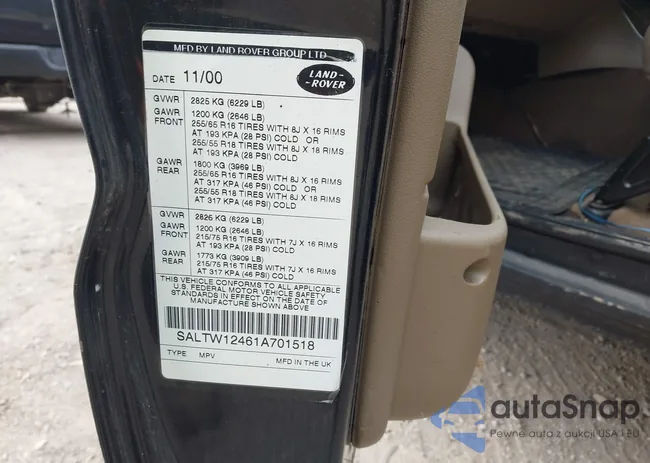 MFD BY LAND ROVER GROUP LTD
DATE 11/00
LAND-
-ROVER
GVWR 2825 KG (6229 LB)
GAWR 1200 KG (2646 LB)
FRONT 255/65 R16 TIRES WITH 8J X 16 RIMS
AT 193 KPA (28 PSI) COLD OR
255/55 R18 TIRES WITH 8J X 18 RIMS
AT 193 KPA (28 PSI) COLD
GAWR 1800 KG (3969 LB)
REAR 255/65 R16 TIRES WITH 8J X 16 RIMS
AT 317 KPA (46 PSI) COLD OR
255/55 R18 TIRES WITH 8J X 18 RIMS
AT 317 KPA (46 PSI) COLD
GVWR 2825 KG (6229 LB)
GAWR 1200 KG (2646 LB)
FRONT 215/75 R16 TIRES WITH 7J X 16 RIMS
AT 193 KPA (28 PSI) COLD
GAWR 1773 KG (3909 LB)
REAR 215/75 R16 TIRES WITH 7J X 16 RIMS
AT 317 KPA (46 PSI) COLD
THIS VEHICLE CONFORMS TO ALL APPLICABLE
U.S. FEDERAL MOTOR VEHICLE SAFETY
STANDARDS IN EFFECT ON THE DATE OF
MANUFACTURE SHOWN ABOVE
SALTW12461A701518
TYPE MPV MFD IN THE UK
autaSnap
Pewne auta z aukcji USA i EU